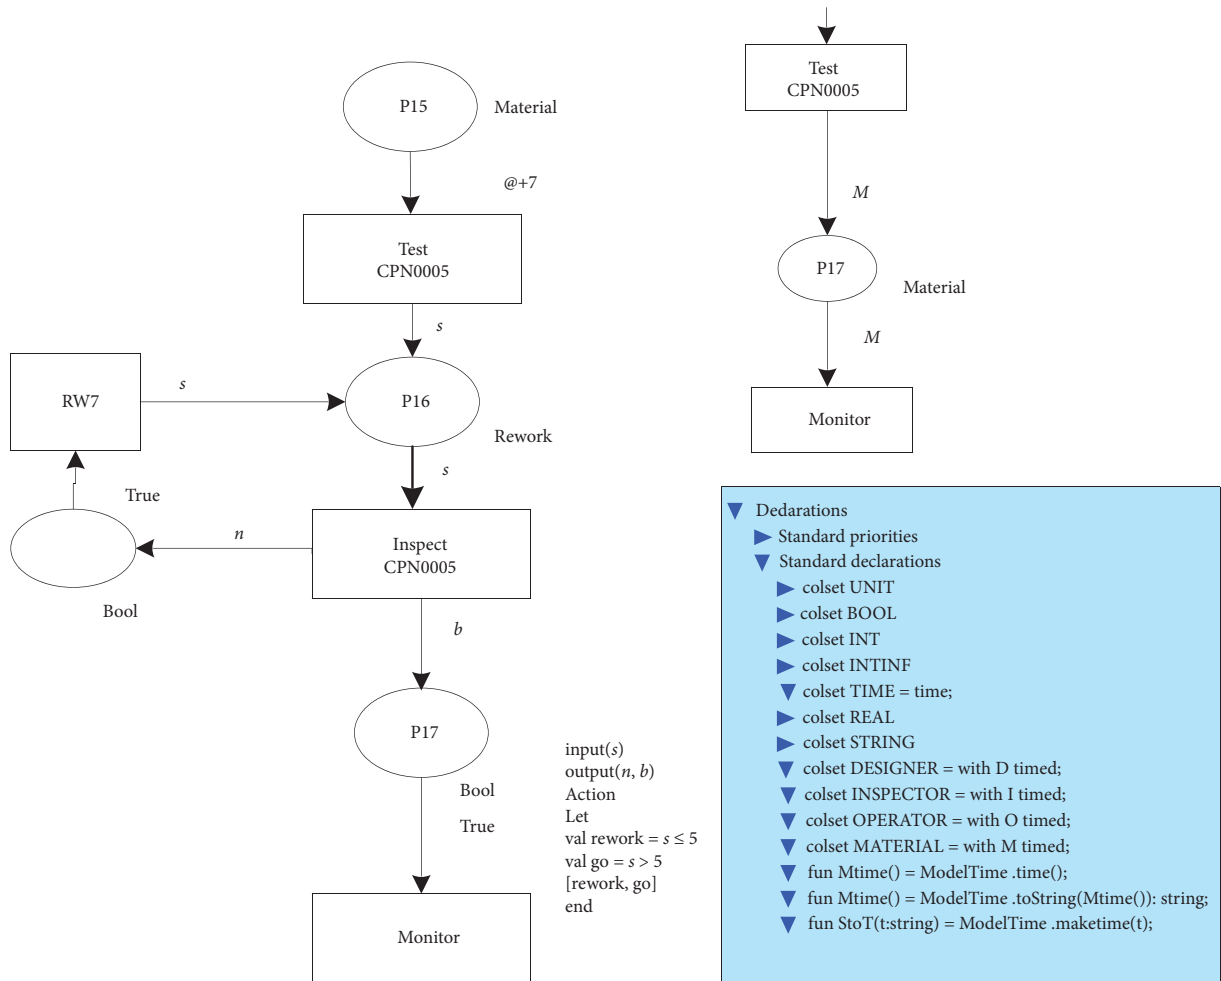 P15
Material
@+7
Test
CPN0005
s
RW7
s
P16
Rework
s
True
n
Inspect
CPN0005
Bool
b
P17
Bool
True
Monitor
input(s)
output(n, b)
Action
Let
val rework = s ≤ 5
val go = s > 5
[rework, go]
end
Test
CPN0005
M
P17
Material
M
Monitor
Dedarations
Standard priorities
Standard declarations
colset UNIT
colset BOOL
colset INT
colset INTINF
colset TIME = time;
colset REAL
colset STRING
colset DESIGNER = with D timed;
colset INSPECTOR = with I timed;
colset OPERATOR = with O timed;
colset MATERIAL = with M timed;
fun Mtime() = ModelTime .time();
fun Mtime() = ModelTime .toString(Mtime()): string;
fun StoT(t:string) = ModelTime .maketime(t);